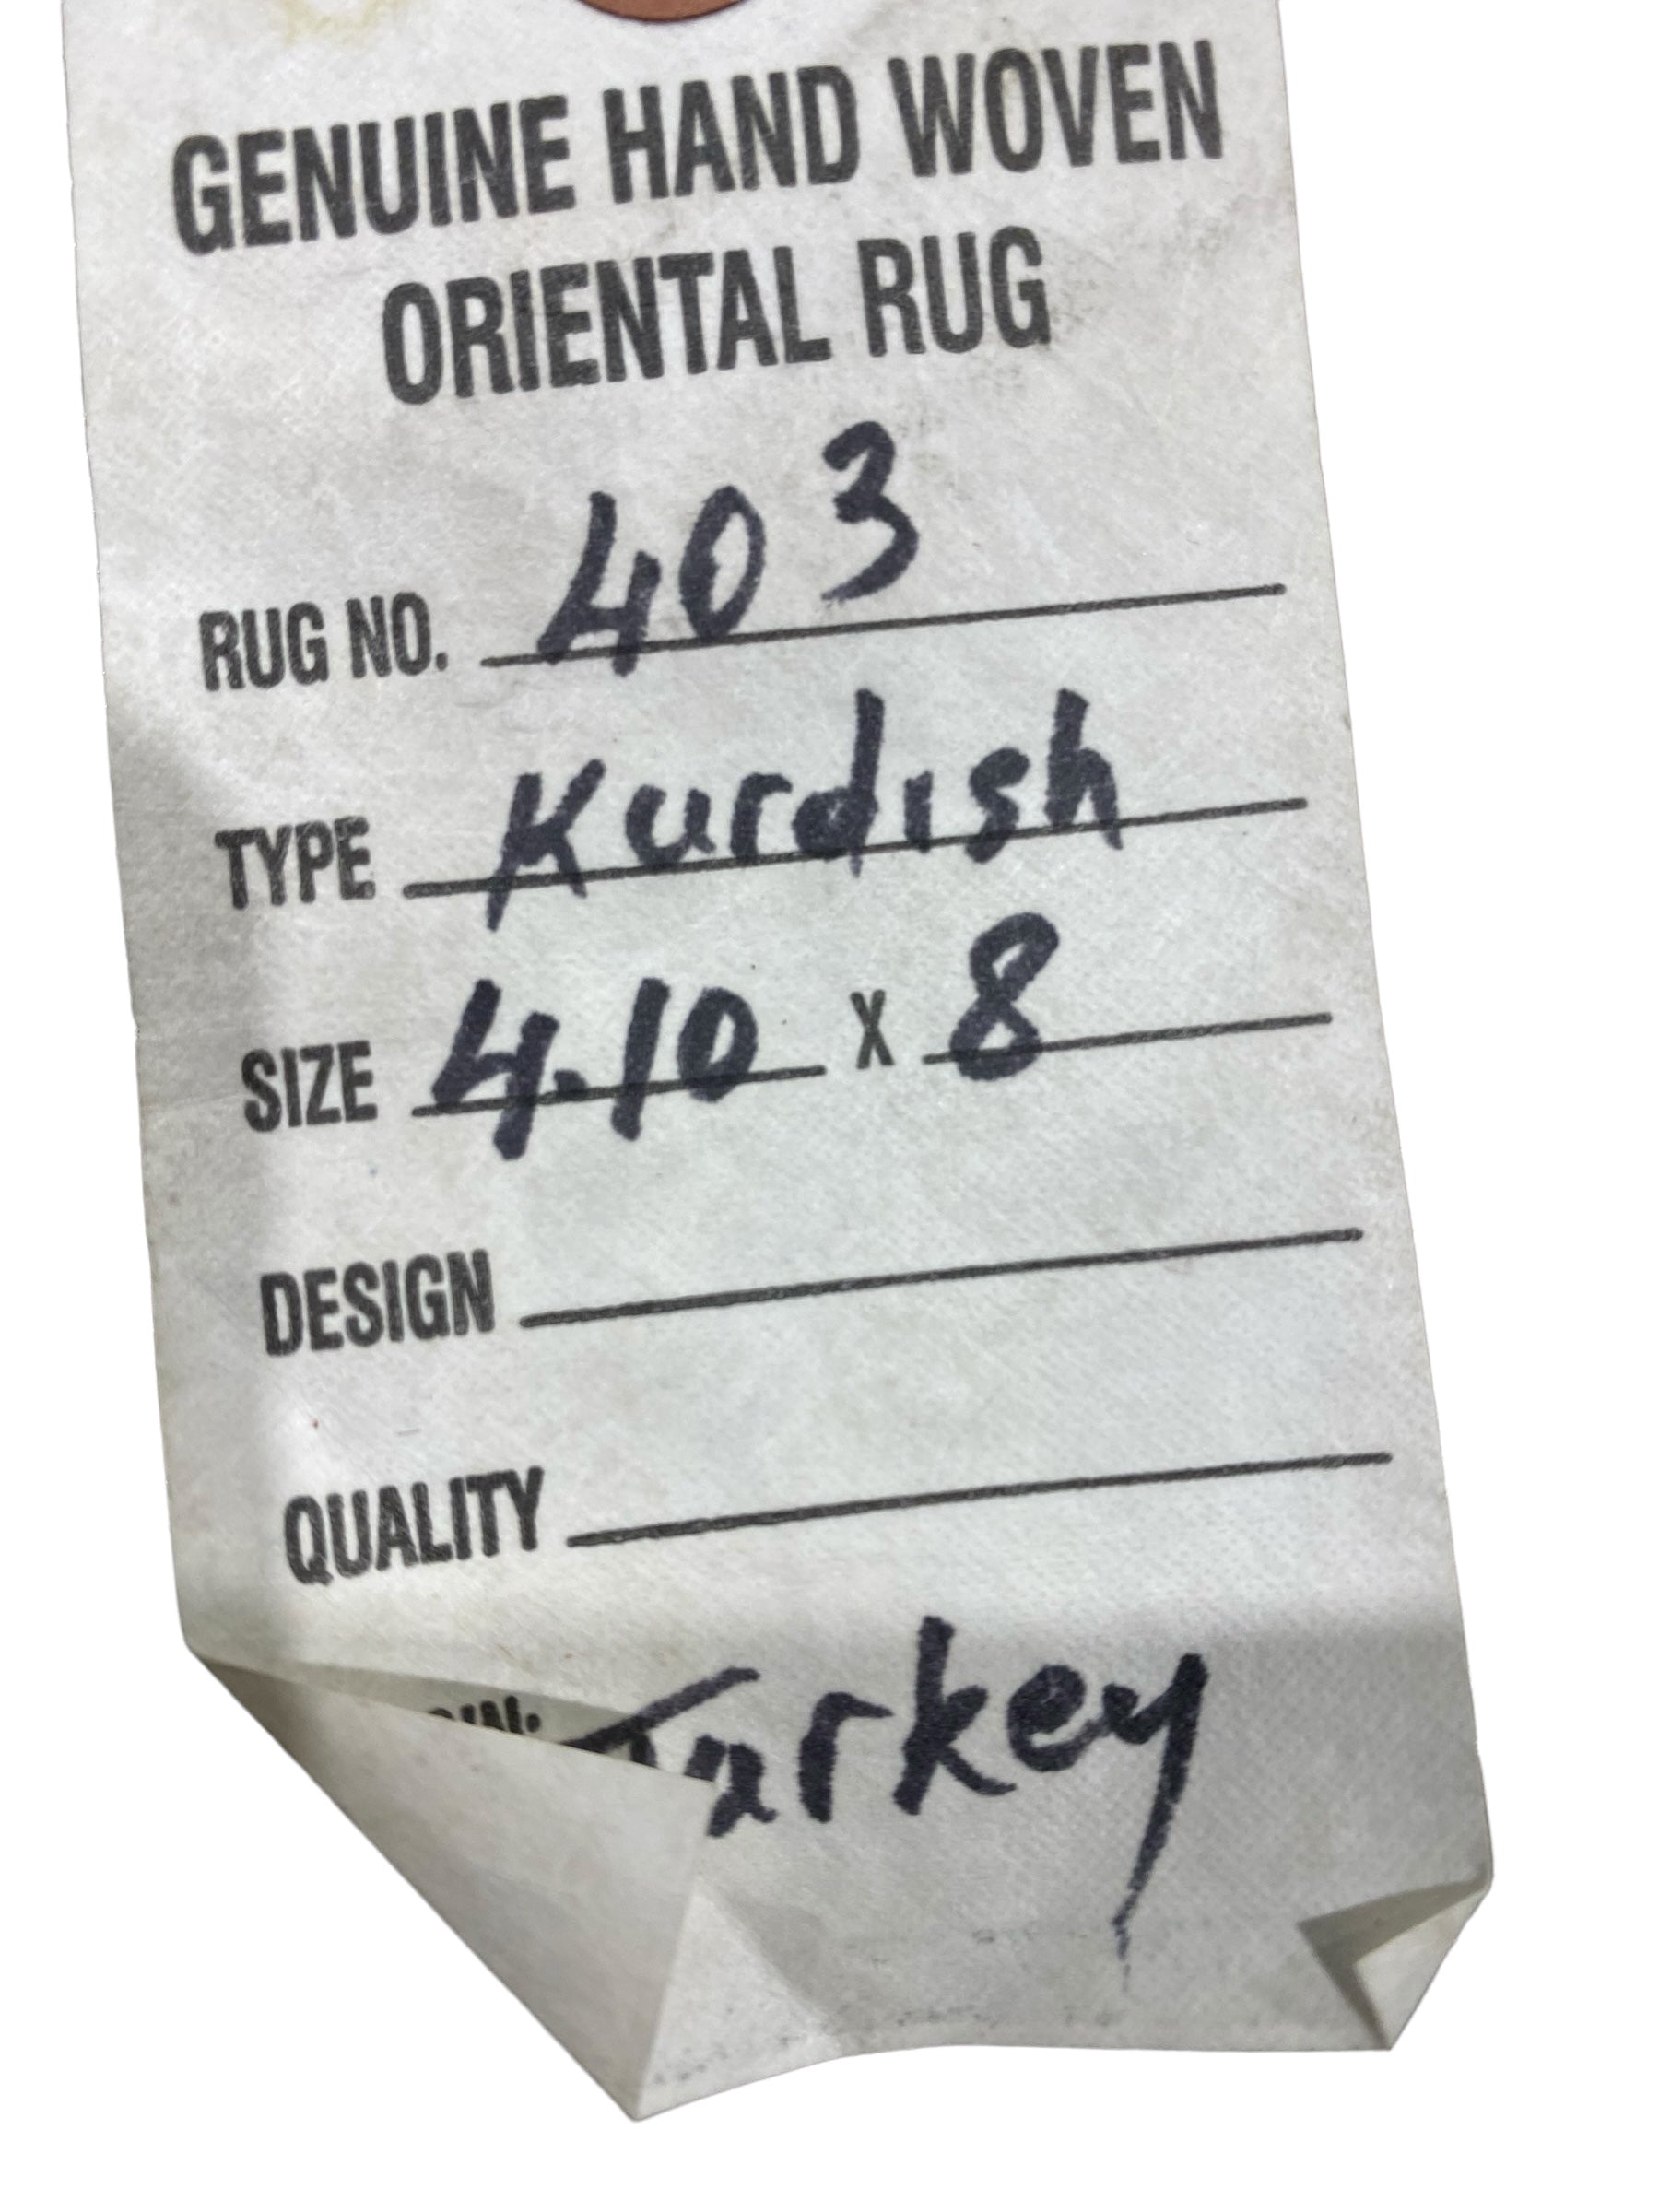 GENUINE HAND WOVEN
ORIENTAL RUG
RUG NO. 403
TYPE Kurdish
SIZE 4.10 X 8
DESIGN
QUALITY
Turkey